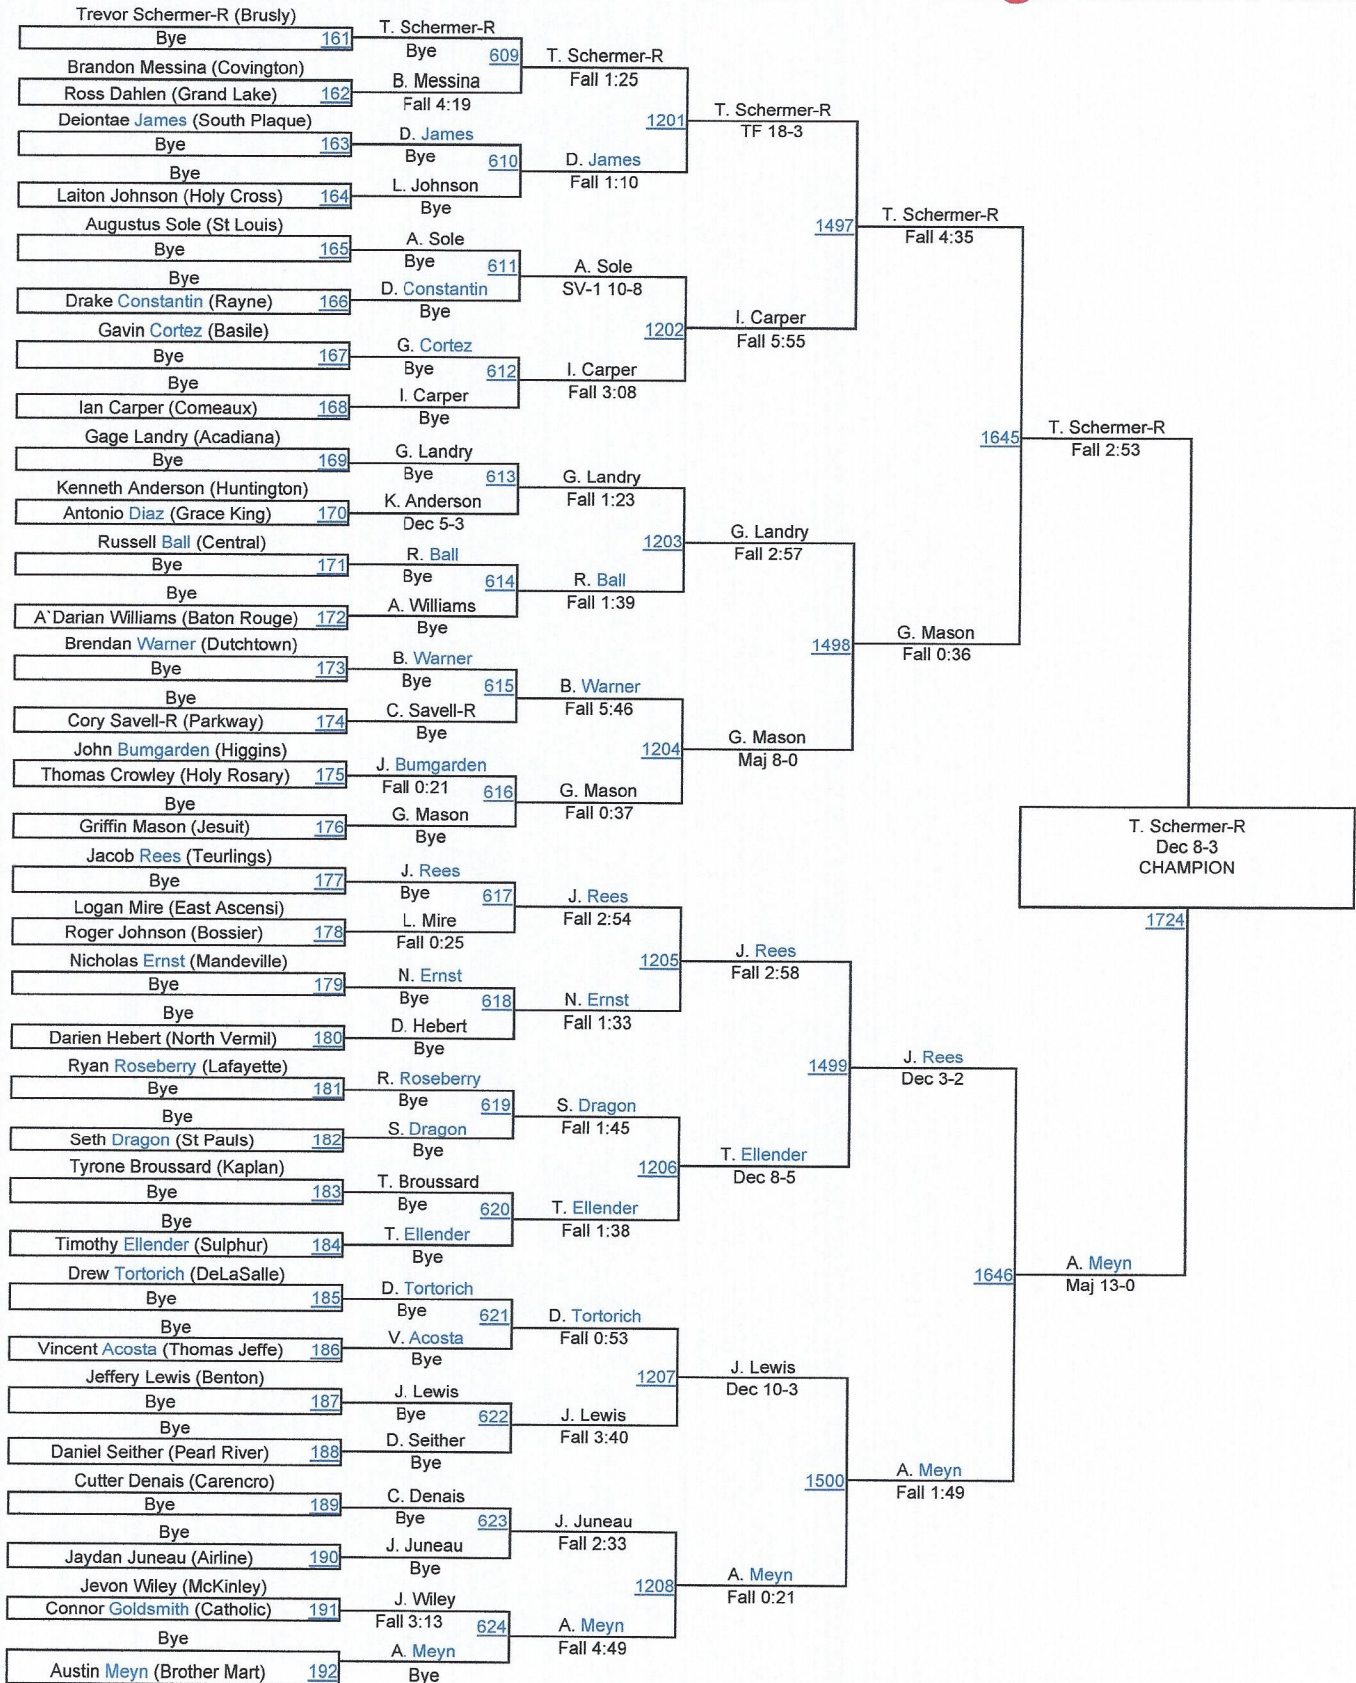 Trevor Schermer-R (Brusly)
Bye 161
Brandon Messina (Covington)
Ross Dahlen (Grand Lake) 162
Deiontae James (South Plaque)
Bye 163
Bye
Laiton Johnson (Holy Cross) 164
Augustus Sole (St Louis)
Bye 165
Bye
Drake Constantin (Rayne) 166
Gavin Cortez (Basile)
Bye 167
Bye
Ian Carper (Comeaux) 168
Gage Landry (Acadiana)
Bye 169
Kenneth Anderson (Huntington)
Antonio Diaz (Grace King) 170
Russell Ball (Central)
Bye 171
Bye
A`Darian Williams (Baton Rouge) 172
Brendan Warner (Dutchtown)
Bye 173
Bye
Cory Savell-R (Parkway) 174
John Bumgarden (Higgins)
Thomas Crowley (Holy Rosary) 175
Bye
Griffin Mason (Jesuit) 176
Jacob Rees (Teurlings)
Bye 177
Logan Mire (East Ascensi)
Roger Johnson (Bossier) 178
Nicholas Ernst (Mandeville)
Bye 179
Bye
Darien Hebert (North Vermil) 180
Ryan Roseberry (Lafayette)
Bye 181
Bye
Seth Dragon (St Pauls) 182
Tyrone Broussard (Kaplan)
Bye 183
Bye
Timothy Ellender (Sulphur) 184
Drew Tortorich (DeLaSalle)
Bye 185
Bye
Vincent Acosta (Thomas Jeffe) 186
Jeffery Lewis (Benton)
Bye 187
Bye
Daniel Seither (Pearl River) 188
Cutter Denais (Carencro)
Bye 189
Bye
Jaydan Juneau (Airline) 190
Jevon Wiley (McKinley)
Connor Goldsmith (Catholic) 191
Bye
Austin Meyn (Brother Mart) 192
T. Schermer-R
Bye 609
B. Messina
Fall 4:19
D. James
Bye 610
L. Johnson
Bye
A. Sole
Bye 611
D. Constantin
Bye
G. Cortez
Bye 612
I. Carper
Bye
G. Landry
Bye 613
K. Anderson
Dec 5-3
R. Ball
Bye 614
A. Williams
Bye
B. Warner
Bye 615
C. Savell-R
Bye
J. Bumgarden
Fall 0:21 616
G. Mason
Bye
J. Rees
Bye 617
L. Mire
Fall 0:25
N. Ernst
Bye 618
D. Hebert
Bye
R. Roseberry
Bye 619
S. Dragon
Bye
T. Broussard
Bye 620
T. Ellender
Bye
D. Tortorich
Bye 621
V. Acosta
Bye
J. Lewis
Bye 622
D. Seither
Bye
C. Denais
Bye 623
J. Juneau
Bye
J. Wiley
Fall 3:13 624
A. Meyn
Bye
T. Schermer-R
Fall 1:25
1201
D. James
Fall 1:10
A. Sole
SV-1 10-8
1202
I. Carper
Fall 3:08
G. Landry
Fall 1:23
1203
R. Ball
Fall 1:39
B. Warner
Fall 5:46
1204
G. Mason
Fall 0:37
J. Rees
Fall 2:54
1205
N. Ernst
Fall 1:33
S. Dragon
Fall 1:45
1206
T. Ellender
Fall 1:38
D. Tortorich
Fall 0:53
1207
J. Lewis
Fall 3:40
J. Juneau
Fall 2:33
1208
A. Meyn
Fall 4:49
T. Schermer-R
TF 18-3
1497
I. Carper
Fall 5:55
G. Landry
Fall 2:57
1498
G. Mason
Maj 8-0
J. Rees
Fall 2:58
1499
T. Ellender
Dec 8-5
J. Lewis
Dec 10-3
1500
A. Meyn
Fall 0:21
T. Schermer-R
Fall 4:35
1645
G. Mason
Fall 0:36
J. Rees
Dec 3-2
1646
A. Meyn
Fall 1:49
T. Schermer-R
Fall 2:53
T. Schermer-R
Dec 8-3
CHAMPION
1724
A. Meyn
Maj 13-0